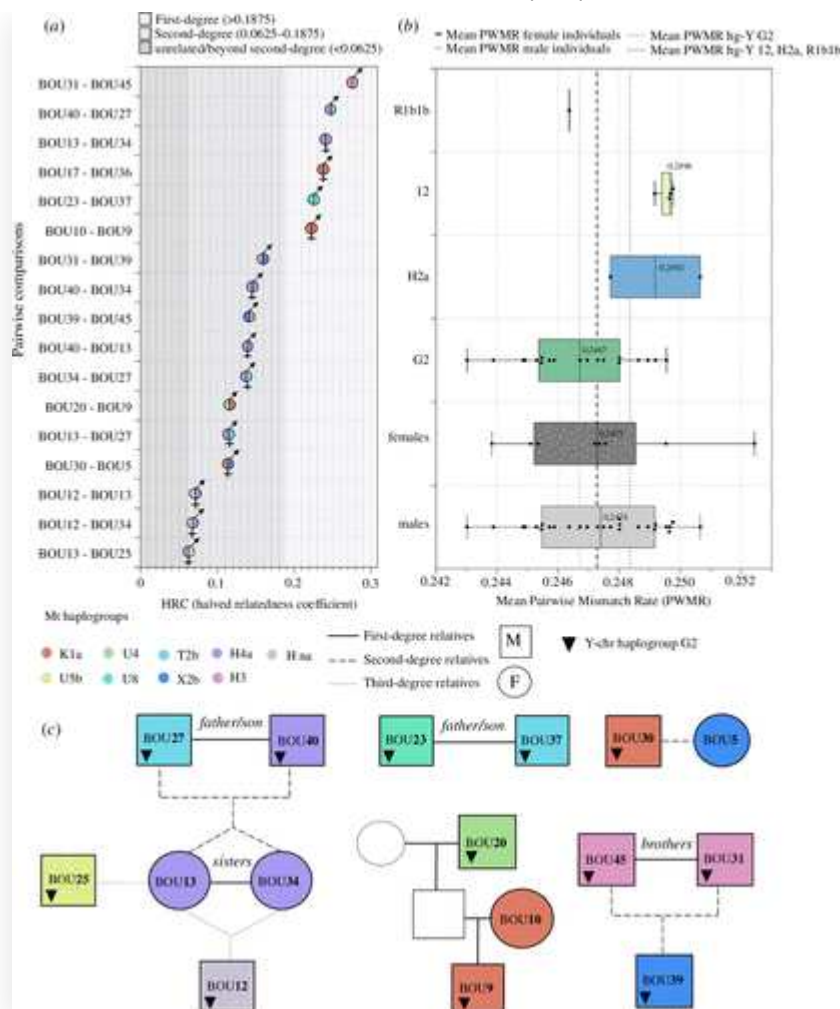 (a)
First-degree (>0.1875)
Second-degree (0.0625–0.1875)
unrelated/beyond second-degree (<0.0625)
Pairwise comparisons
BOU31 - BOU45
BOU40 - BOU27
BOU13 - BOU34
BOU17 - BOU36
BOU23 - BOU37
BOU10 - BOU9
BOU31 - BOU39
BOU40 - BOU34
BOU39 - BOU45
BOU40 - BOU13
BOU34 - BOU27
BOU20 - BOU9
BOU13 - BOU27
BOU30 - BOU5
BOU12 - BOU13
BOU12 - BOU34
BOU13 - BOU25
0 0.1 0.2 0.3
HRC (halved relatedness coefficient)
(b)
Mean PWMR female individuals
Mean PWMR male individuals
Mean PWMR hg-Y G2
Mean PWMR hg-Y 12, H2a, R1b1b
R1b1b
12
H2a
G2
females
males
0.242 0.244 0.246 0.248 0.250 0.252
Mean Pairwise Mismatch Rate (PWMR)
Mt haplogroups
K1a U4 T2b H4a H na
U5b U8 X2b H3
First-degree relatives
Second-degree relatives
Third-degree relatives
M
F
Y-chr haplogroup G2
(c)
BOU27 father/son BOU40
BOU23 father/son BOU37
BOU30 BOU5
BOU25
BOU13 sisters BOU34
BOU12
BOU20
BOU10
BOU9
BOU45 brothers BOU31
BOU39